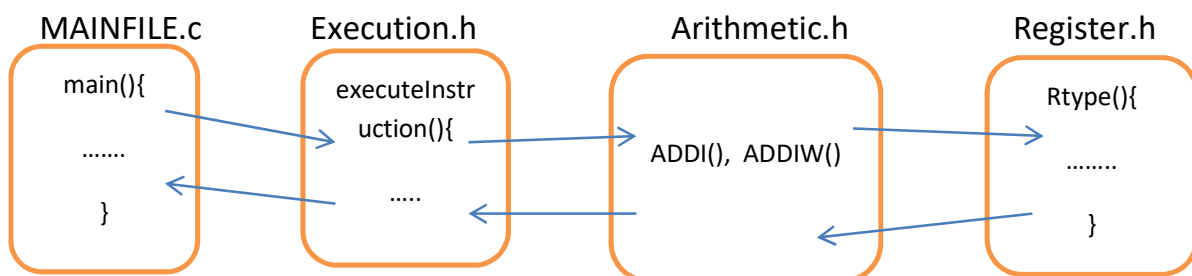 MAINFILE.c
Execution.h
Arithmetic.h
Register.h
main(){
…….
}
executeInstr
uction(){
…..
ADDI(), ADDIW()
Rtype(){
……..
}